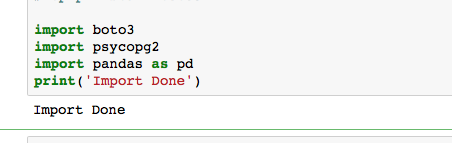 import boto3
import psycopg2
import pandas as pd
print('Import Done')
Import Done